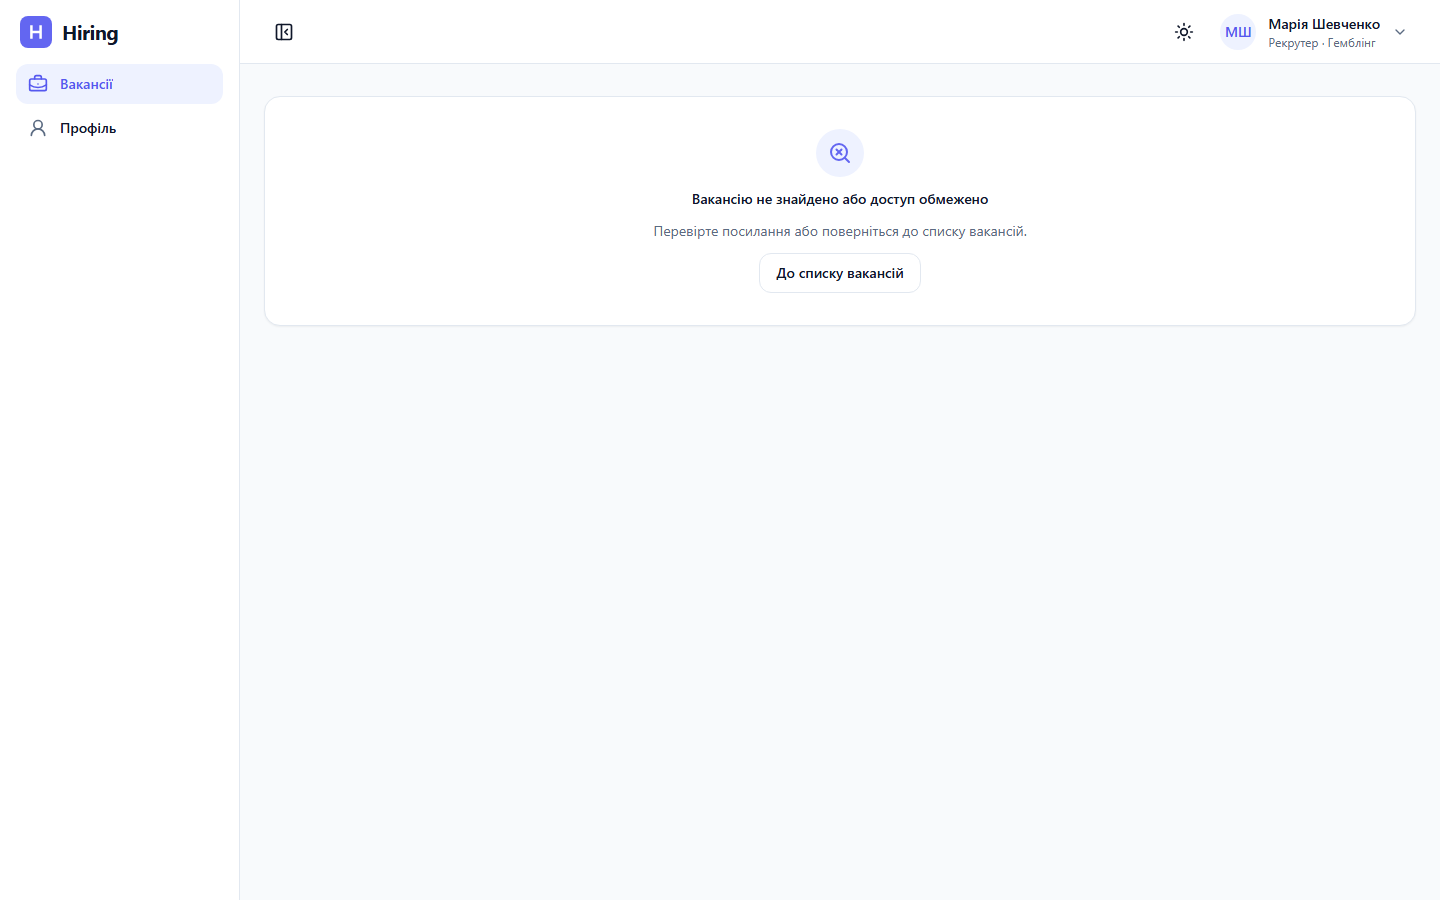 H Hiring
Вакансії
Профіль
МШ
Марія Шевченко
Рекрутер · Гемблінг
Вакансію не знайдено або доступ обмежено
Перевірте посилання або поверніться до списку вакансій.
До списку вакансій